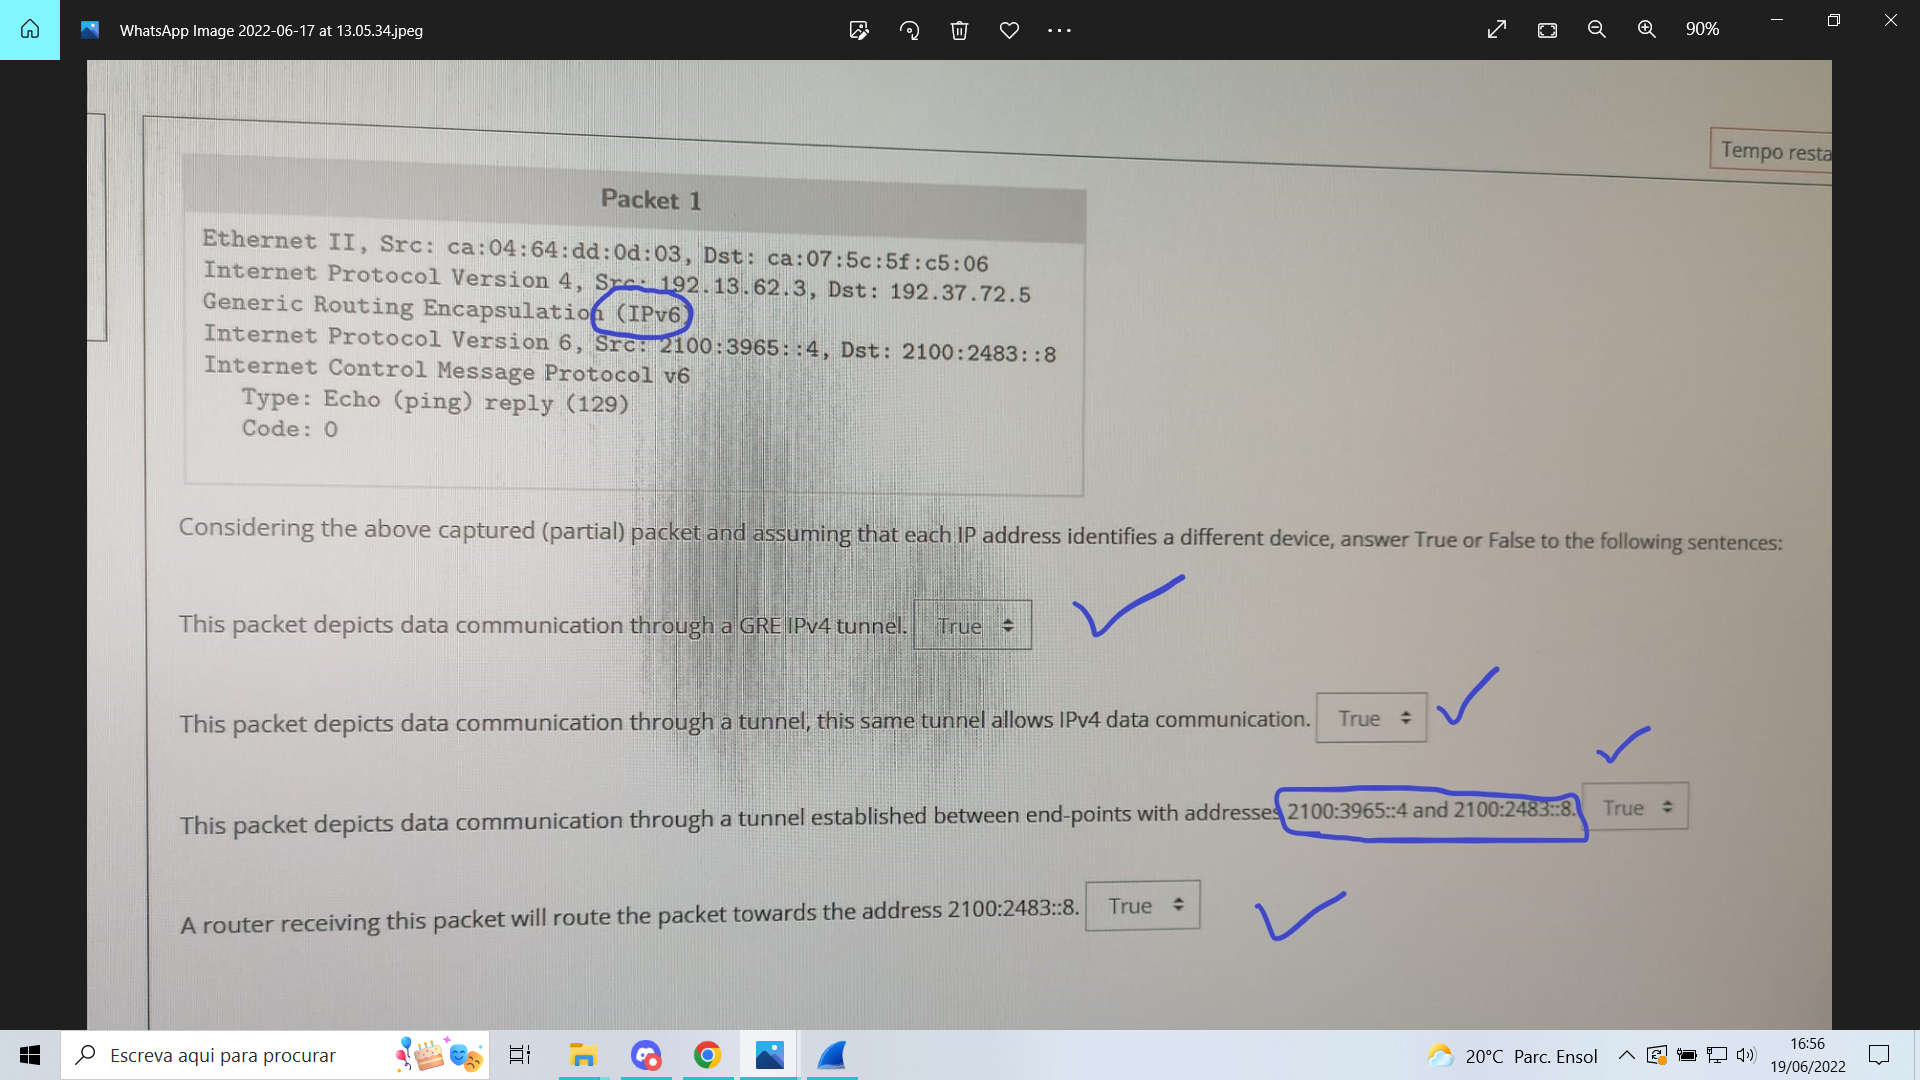 WhatsApp Image 2022-06-17 at 13.05.34.jpeg
90%
Tempo resta
Packet 1
Ethernet II, Src: ca:04:64:dd:0d:03, Dst: ca:07:5c:5f:c5:06
Internet Protocol Version 4, Src: 192.13.62.3, Dst: 192.37.72.5
Generic Routing Encapsulation (IPv6)
Internet Protocol Version 6, Src: 2100:3965::4, Dst: 2100:2483::8
Internet Control Message Protocol v6
Type: Echo (ping) reply (129)
Code: 0
Considering the above captured (partial) packet and assuming that each IP address identifies a different device, answer True or False to the following sentences:
This packet depicts data communication through a GRE IPv4 tunnel. True
This packet depicts data communication through a tunnel, this same tunnel allows IPv4 data communication. True
This packet depicts data communication through a tunnel established between end-points with addresses 2100:3965::4 and 2100:2483::8. True
A router receiving this packet will route the packet towards the address 2100:2483::8. True
Escreva aqui para procurar
20°C Parc. Ensol
16:56
19/06/2022